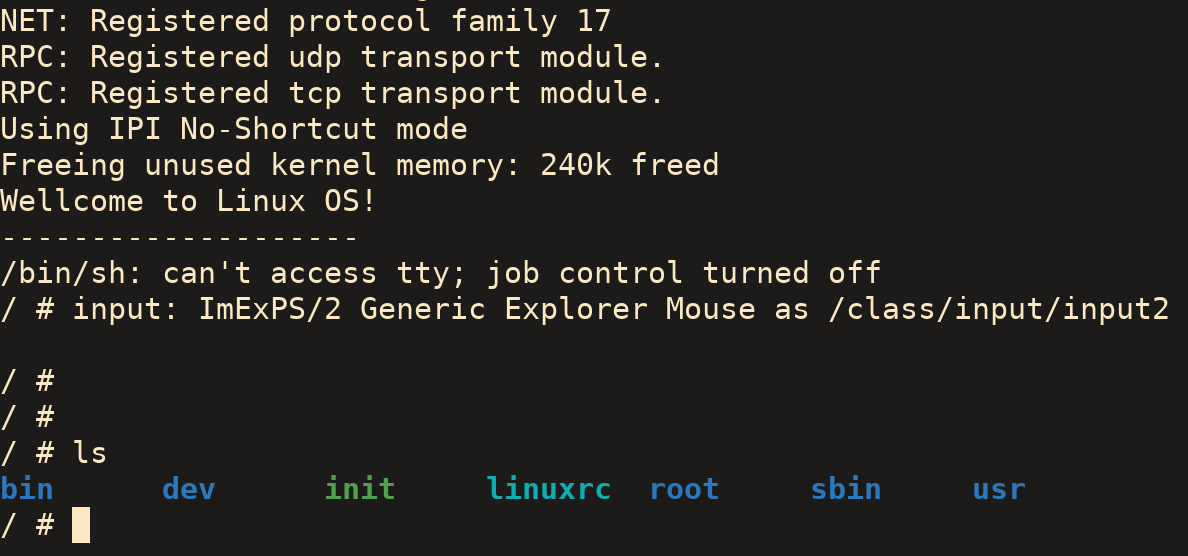 NET: Registered protocol family 17
RPC: Registered udp transport module.
RPC: Registered tcp transport module.
Using IPI No-Shortcut mode
Freeing unused kernel memory: 240k freed
Wellcome to Linux OS!
--------------------
/bin/sh: can't access tty; job control turned off
/ # input: ImExPS/2 Generic Explorer Mouse as /class/input/input2
/ #
/ #
/ # ls
bin      dev      init     linuxrc  root     sbin     usr
/ #